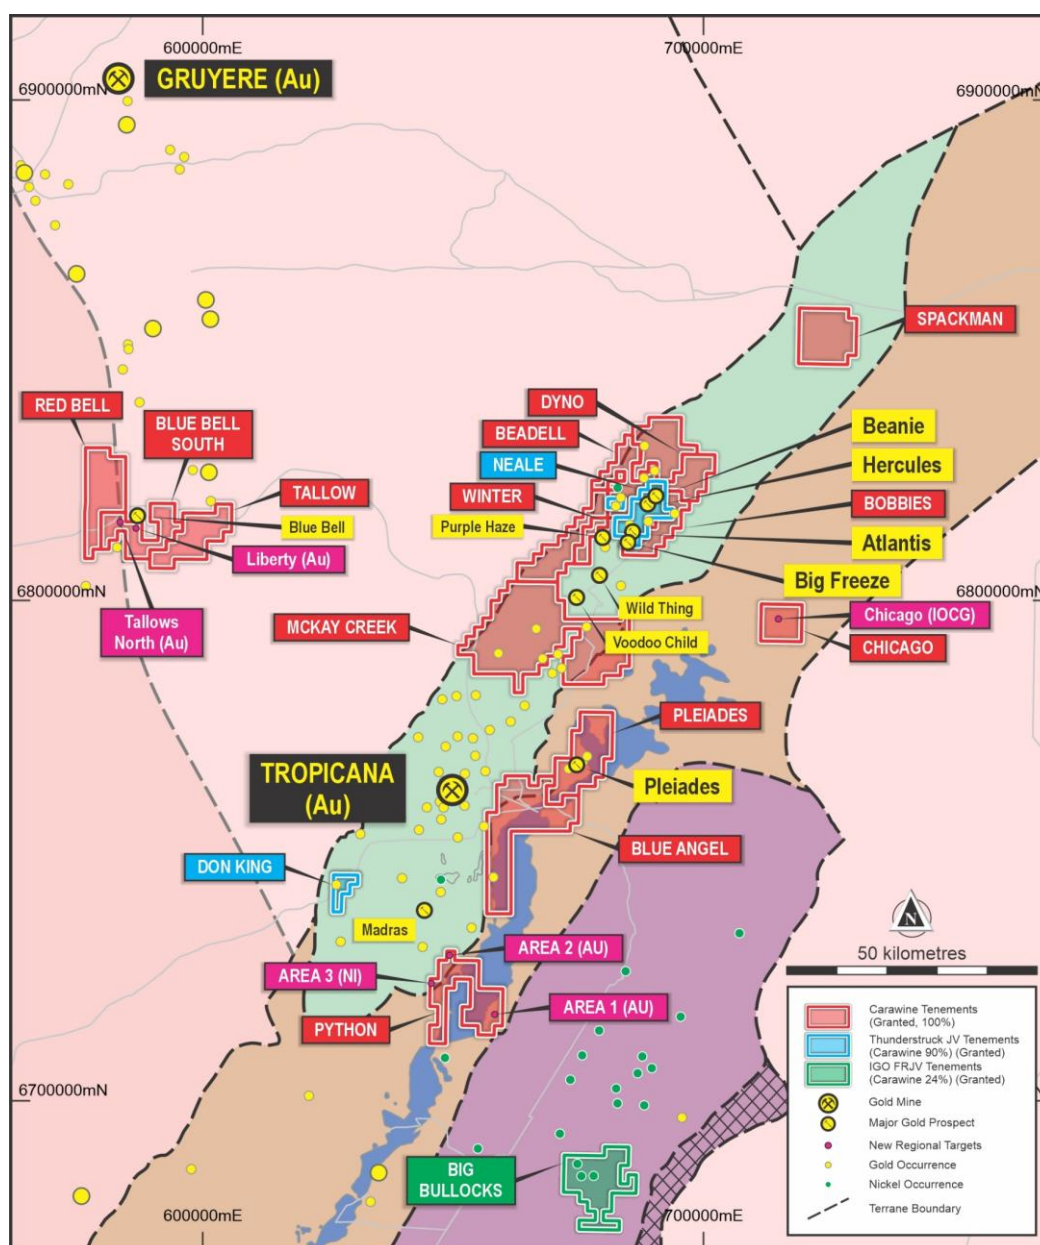 600000mE
700000mE
GRUYERE (Au)
6900000mN
6900000mN
SPACKMAN
RED BELL
DYNO
BLUE BELL
SOUTH
BEADELL
Beanie
NEALE
Hercules
TALLOW
WINTER
BOBBIES
Blue Bell
Purple Haze
Atlantis
Liberty (Au)
Big Freeze
6800000mN
6800000mN
Wild Thing
Chicago (IOCG)
Tallows
North (Au)
MCKAY CREEK
Voodoo Child
CHICAGO
PLEIADES
TROPICANA
(Au)
Pleiades
BLUE ANGEL
DON KING
Madras
AREA 2 (AU)
N
50 kilometres
AREA 3 (NI)
AREA 1 (AU)
PYTHON
Carawine Tenements
(Granted, 100%)
Thunderstruck JV Tenements
(Carawine 90%) (Granted)
IGO FRJV Tenements
(Carawine 24%) (Granted)
6700000mN
6700000mN
Gold Mine
Major Gold Prospect
New Regional Targets
Gold Occurrence
BIG
BULLOCKS
Nickel Occurrence
Terrane Boundary
600000mE
700000mE